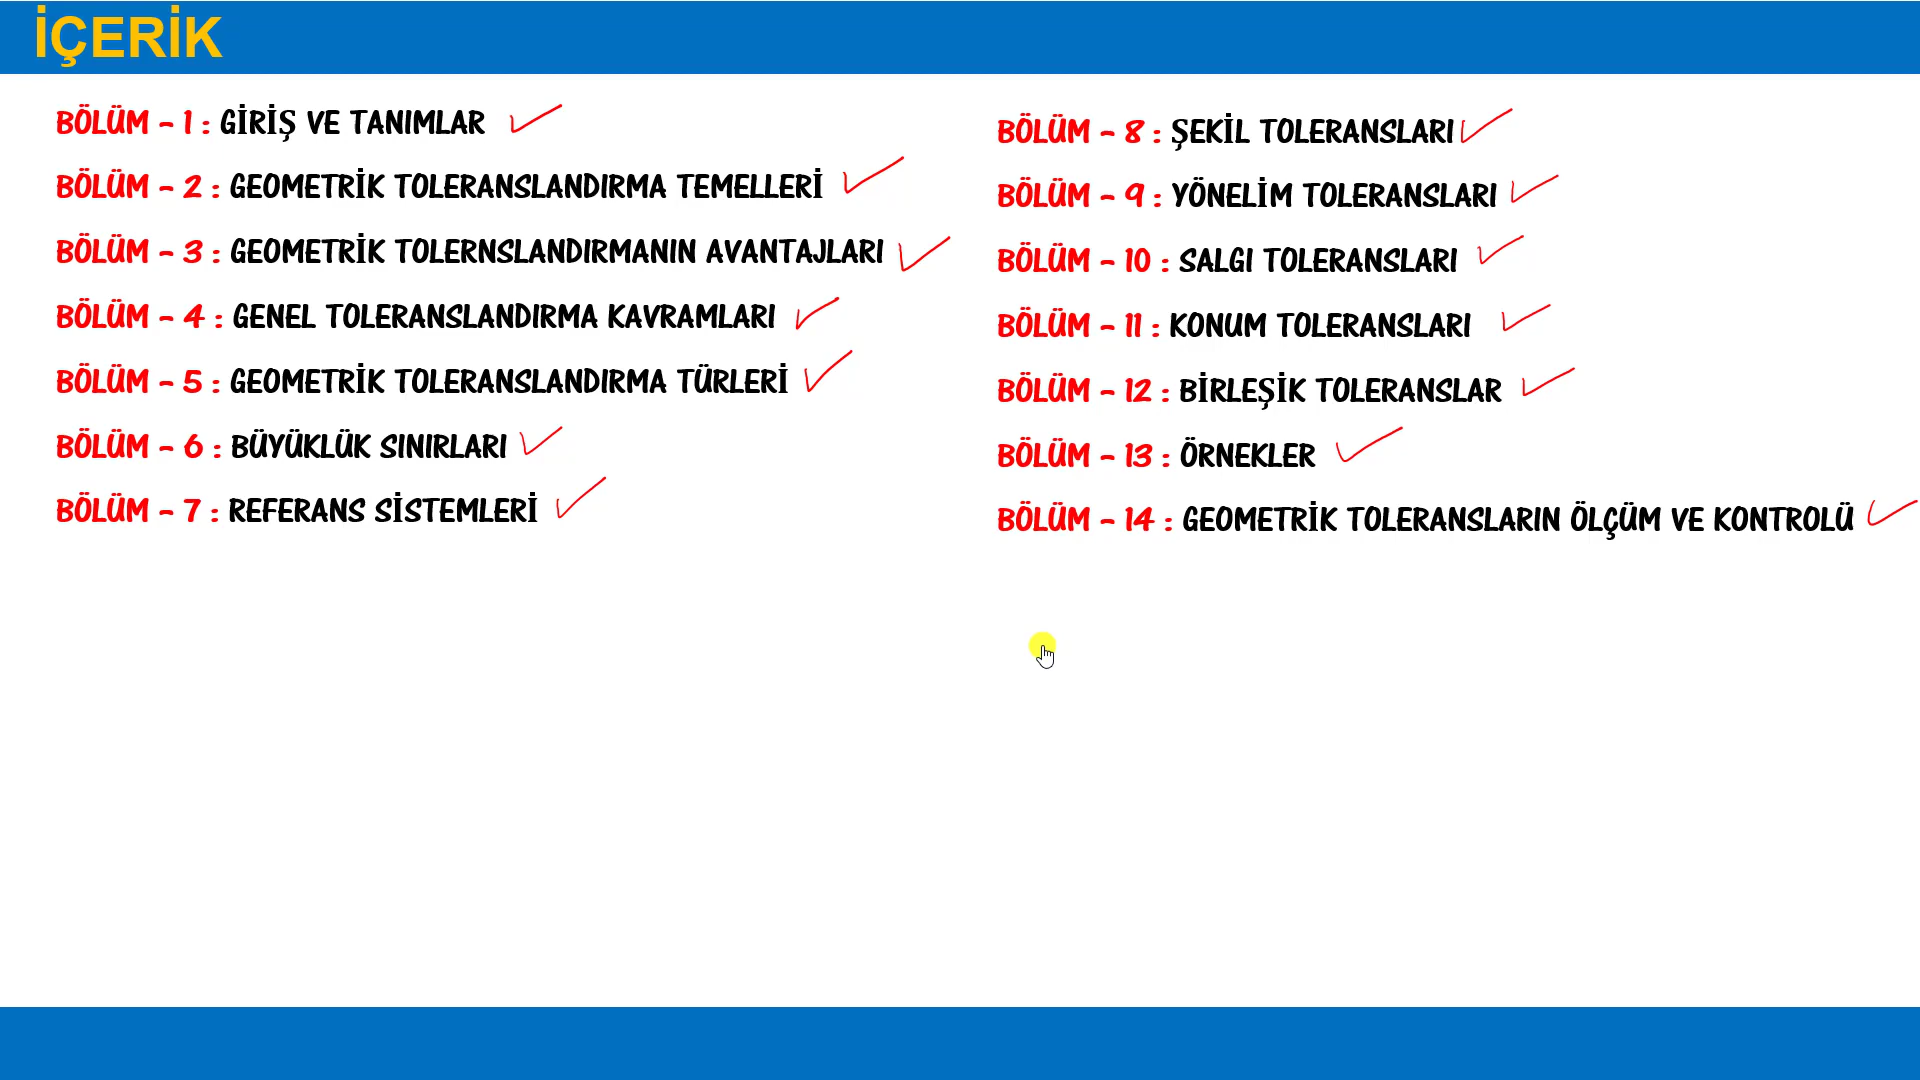 İÇERİK
BÖLÜM - 1 : GİRİŞ VE TANIMLAR
BÖLÜM - 2 : GEOMETRİK TOLERANSLANDIRMA TEMELLERİ
BÖLÜM - 3 : GEOMETRİK TOLERNSLANDIRMANIN AVANTAJLARI
BÖLÜM - 4 : GENEL TOLERANSLANDIRMA KAVRAMLARI
BÖLÜM - 5 : GEOMETRİK TOLERANSLANDIRMA TÜRLERİ
BÖLÜM - 6 : BÜYÜKLÜK SINIRLARI
BÖLÜM - 7 : REFERANS SİSTEMLERİ
BÖLÜM - 8 : ŞEKİL TOLERANSLARI
BÖLÜM - 9 : YÖNELİM TOLERANSLARI
BÖLÜM - 10 : SALGI TOLERANSLARI
BÖLÜM - 11 : KONUM TOLERANSLARI
BÖLÜM - 12 : BİRLEŞİK TOLERANSLAR
BÖLÜM - 13 : ÖRNEKLER
BÖLÜM - 14 : GEOMETRİK TOLERANSLARIN ÖLÇÜM VE KONTROLÜ